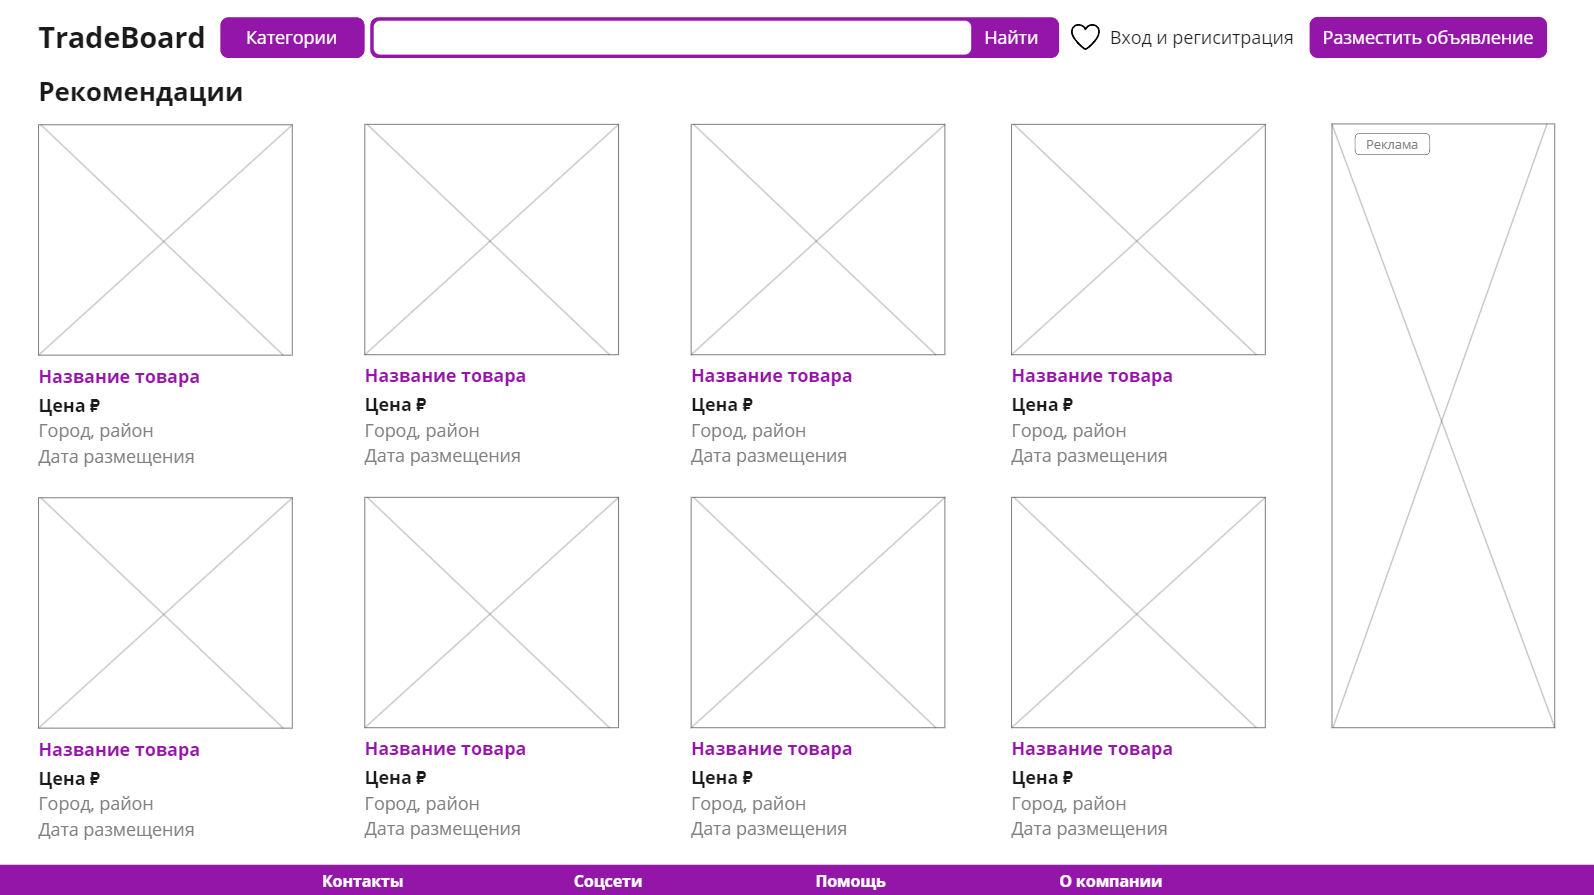 TradeBoard Категории Найти Вход и региситрация Разместить объявление
Рекомендации
Реклама
Название товара Название товара Название товара Название товара
Цена ₽ Цена ₽ Цена ₽ Цена ₽
Город, район Город, район Город, район Город, район
Дата размещения Дата размещения Дата размещения Дата размещения
Название товара Название товара Название товара Название товара
Цена ₽ Цена ₽ Цена ₽ Цена ₽
Город, район Город, район Город, район Город, район
Дата размещения Дата размещения Дата размещения Дата размещения
Контакты Соцсети Помощь О компании